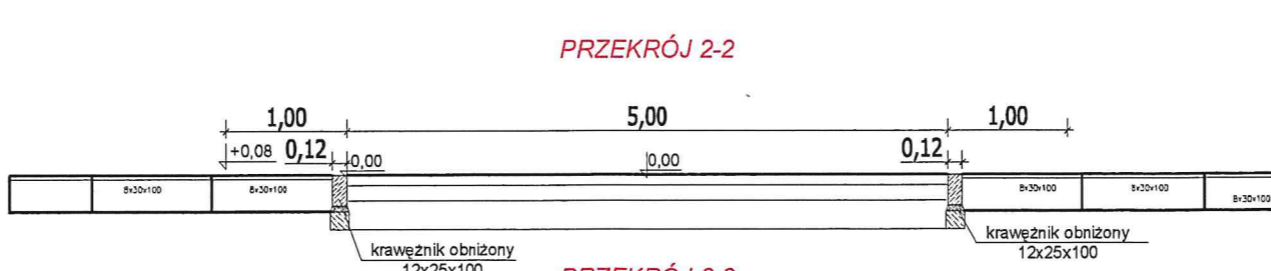 PRZEKRÓJ 2-2
1,00 5,00 1,00
+0,08 0,12 0,00 0,00 0,12
8x30x100 8x30x100 8x30x100 8x30x100 8x30x100
krawężnik obniżony
12x25x100
krawężnik obniżony
12x25x100